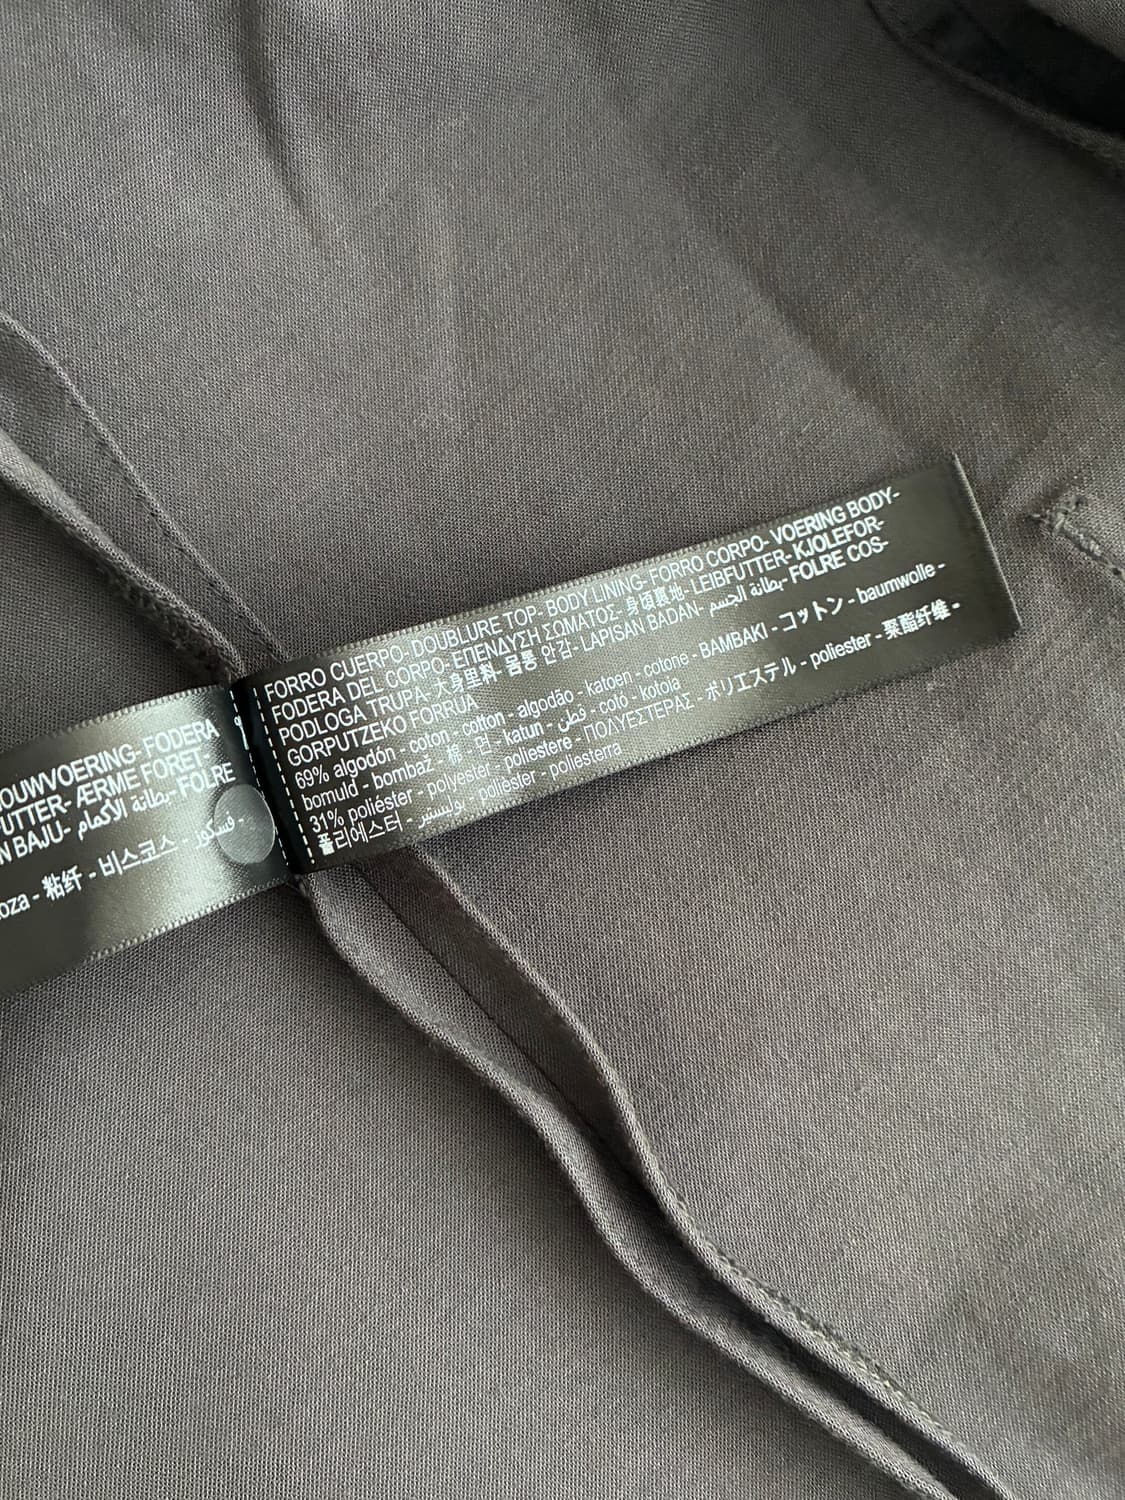 OUWVOERING- FODERA
FUTTER- ÆRME FORET -
N BAJU- بطانة الأكمام- FOLRE
oza - 粘纤 - 비스코스 - فسكوز -
%
FORRO CUERPO- DOUBLURE TOP- BODY LINING- FORRO CORPO- VOERING BODY-
FODERA DEL CORPO- ΕΠΕΝΔΥΣΗ ΣΩΜΑΤΟΣ- 身頃裏地- LEIBFUTTER- KJOLEFOR-
PODLOGA TRUPA- 大身里料- 몸통 안감- LAPISAN BADAN- بطانة الجسم- FOLRE COS-
GORPUTZEKO FORRUA
69% algodón - coton - cotton - algodão - katoen - cotone - BAMBAKI - コットン - baumwolle -
bomuld - bombaž - 棉 - 면 - katun - قطن - cotó - kotoia
31% poliéster - polyester - poliestere - ΠΟΛΥΕΣΤΕΡΑΣ - ポリエステル - poliester - 聚酯纤维 -
폴리에스터 - بوليستير - polièster - poliesterra